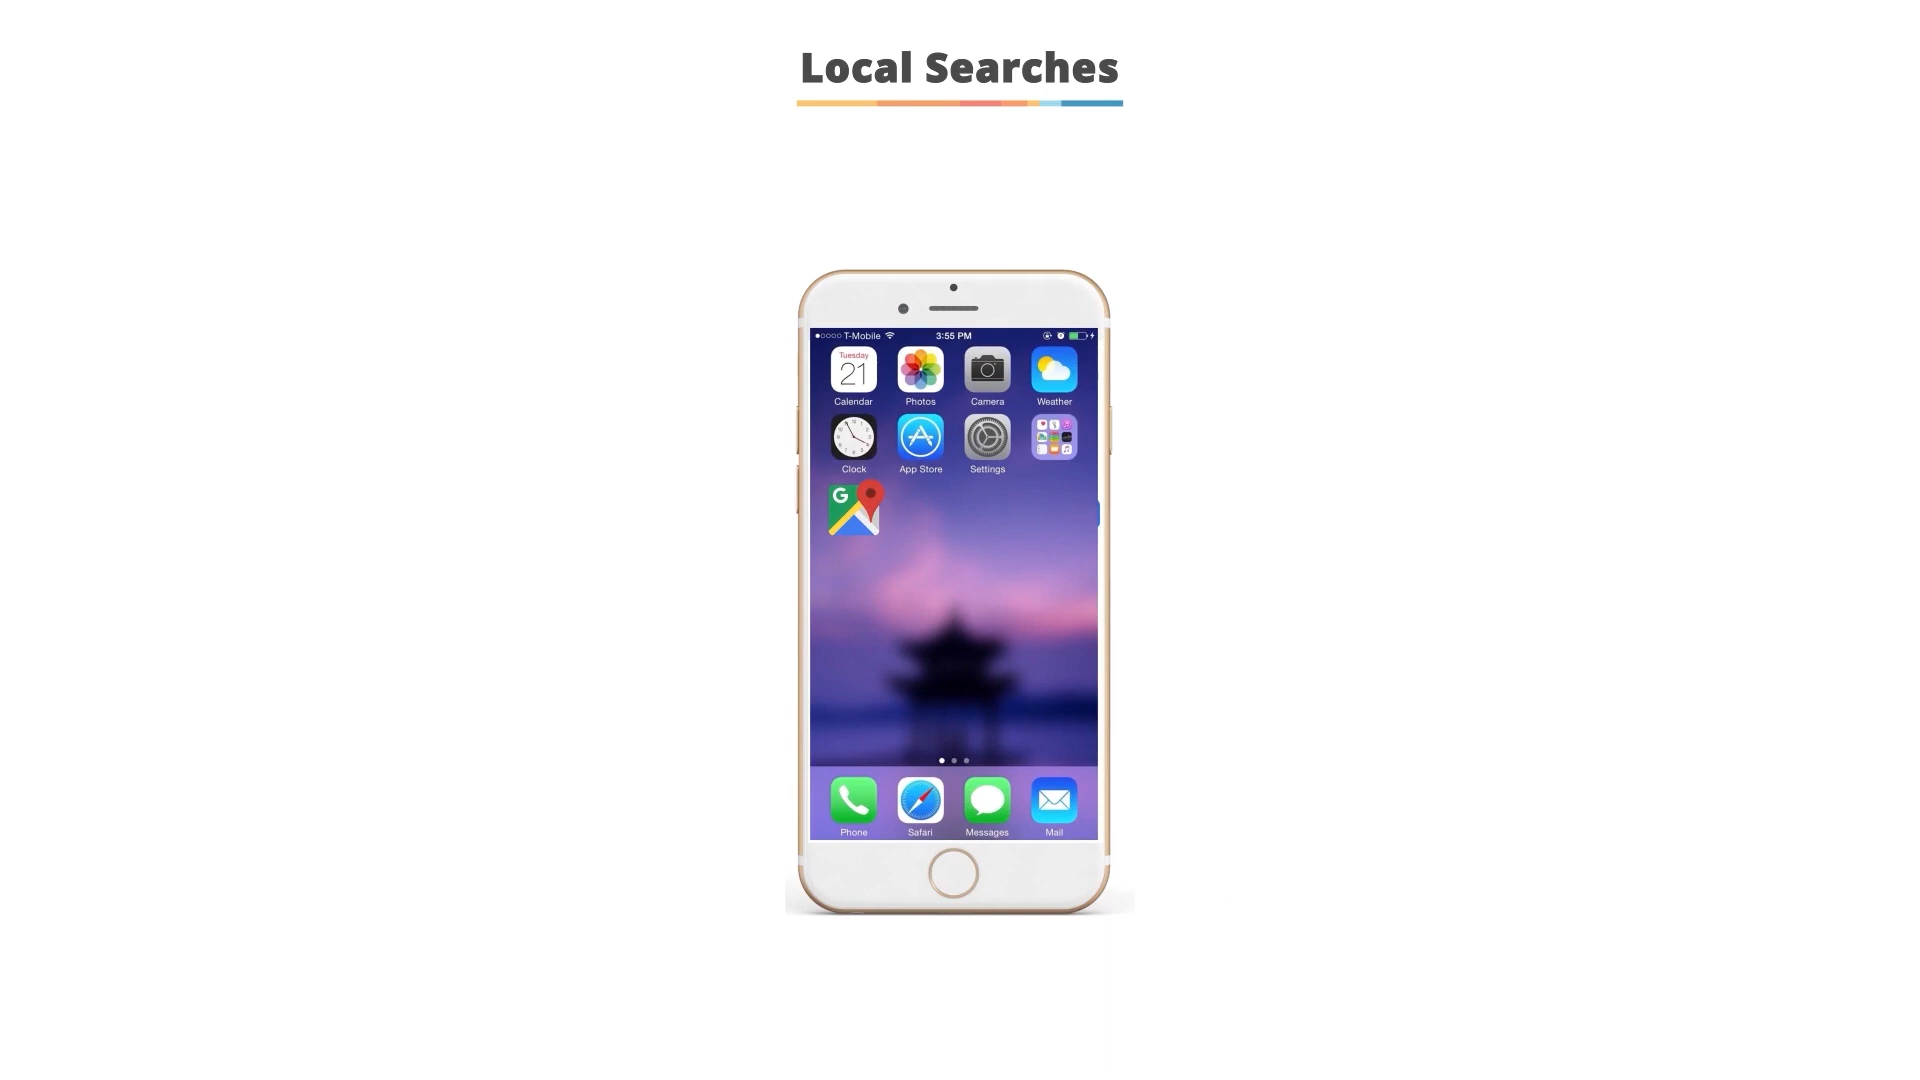 Local Searches
T-Mobile 3:55 PM
Tuesday
21
Calendar Photos Camera Weather
Clock App Store Settings
G
Phone Safari Messages Mail